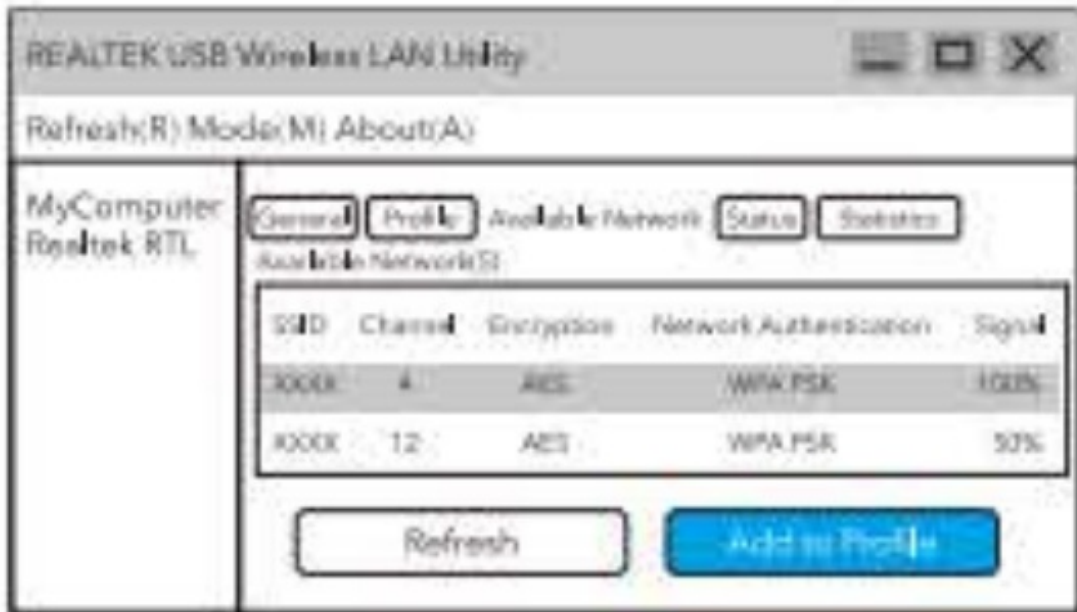 REALTEK USB Wireless LAN Utility
Refresh(R) Mode(M) About(A)
MyComputer
Realtek RTL
General Profile Available Network Status Statistics
Available Network(S)
SSID Channel Encryption Network Authentication Signal
XXXX 4 AES WPA PSK 100%
XXXX 12 AES WPA PSK 50%
Refresh Add to Profile